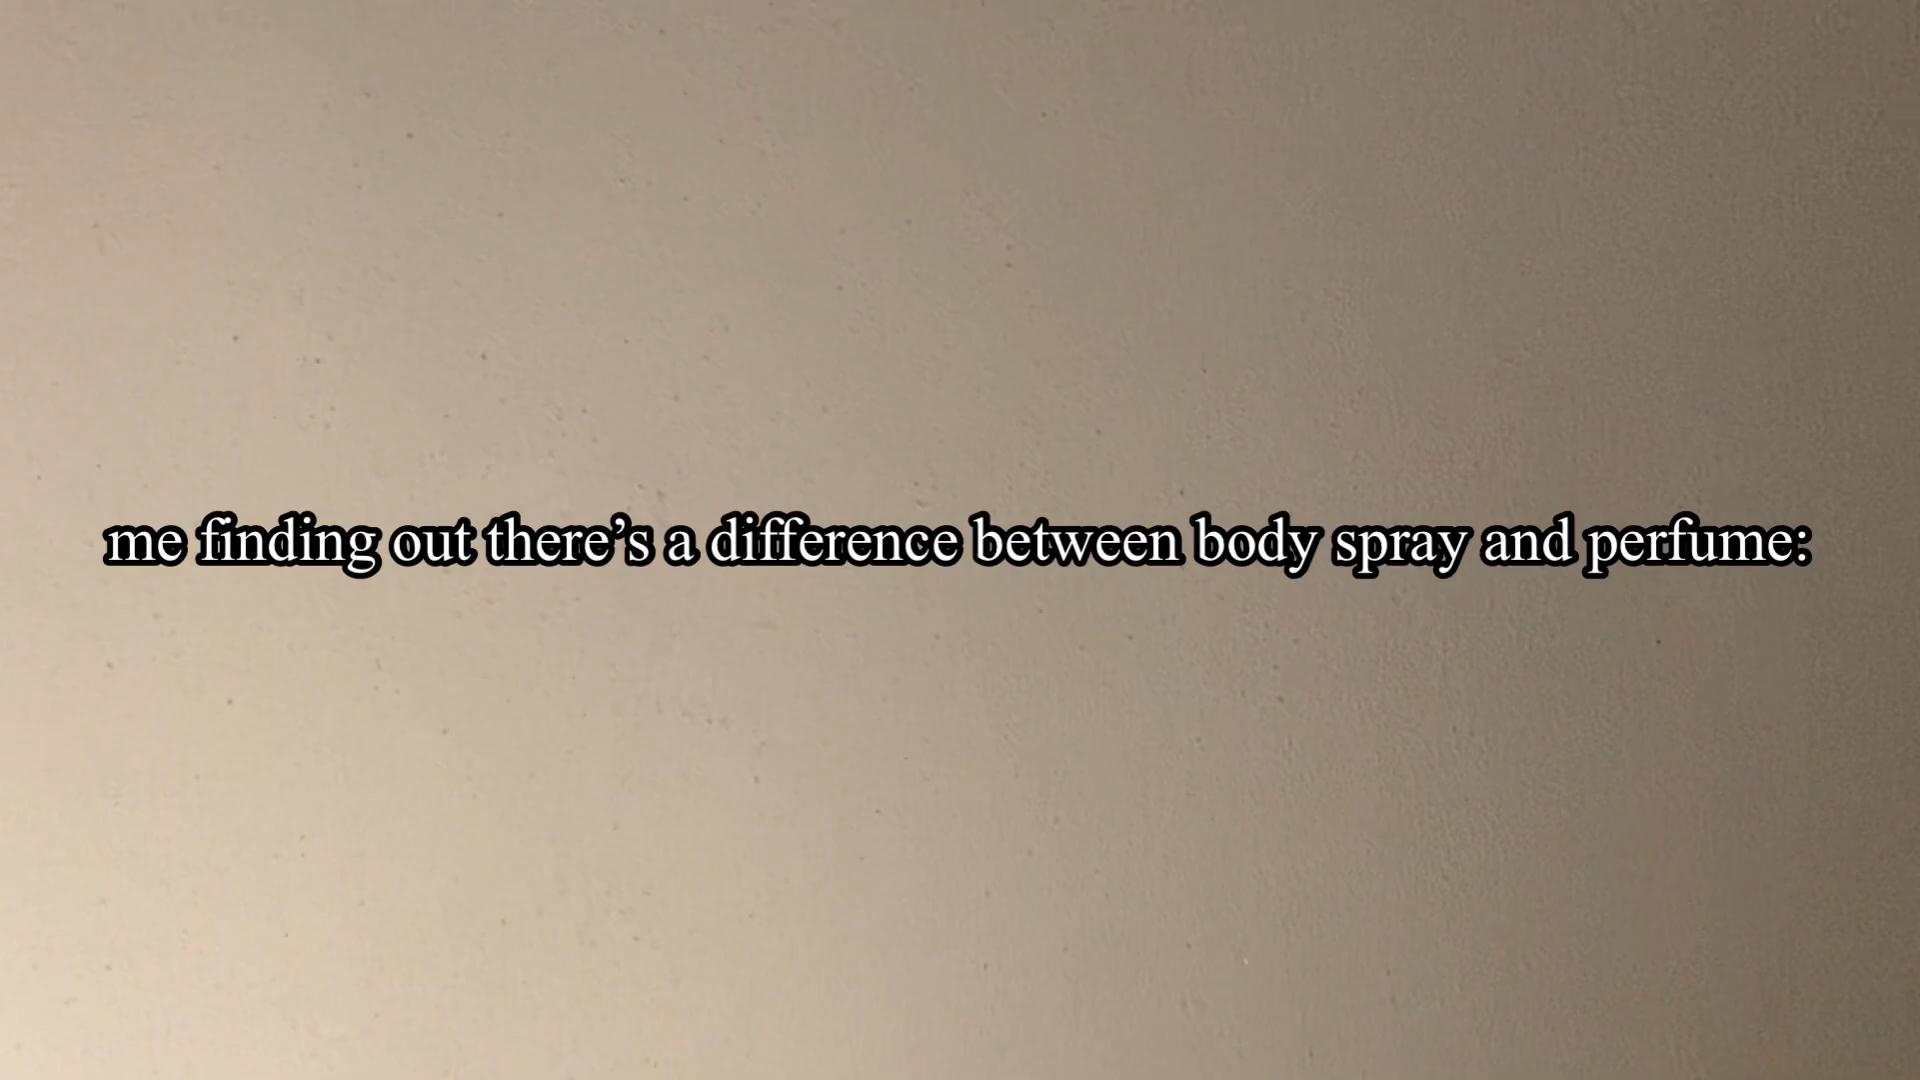 me finding out there’s a difference between body spray and perfume: